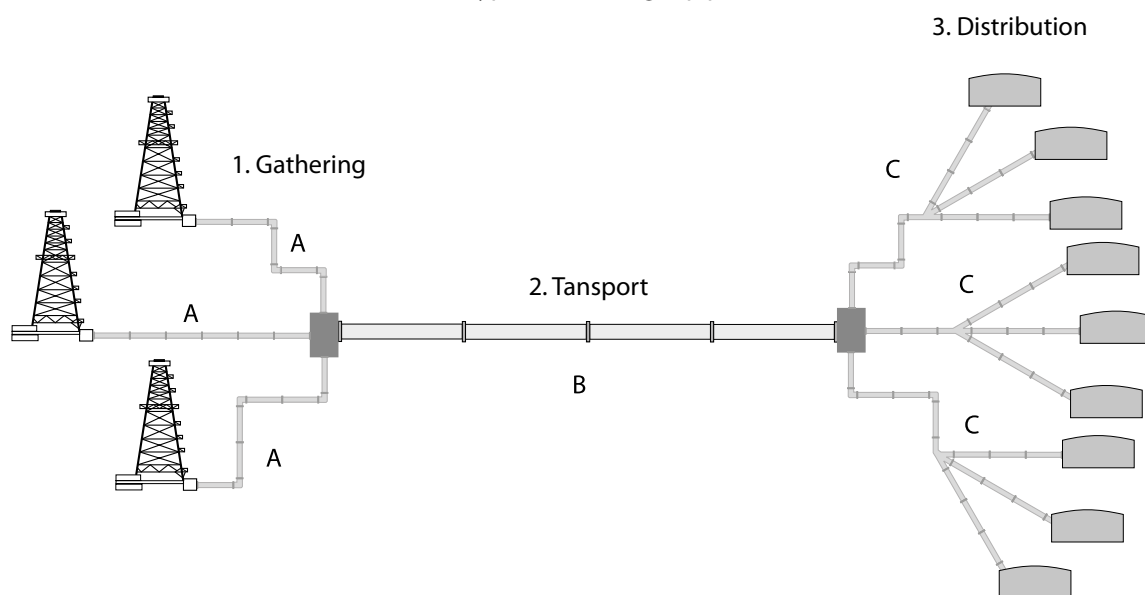 3. Distribution
1. Gathering
C
A
2. Tansport
C
A
B
C
A